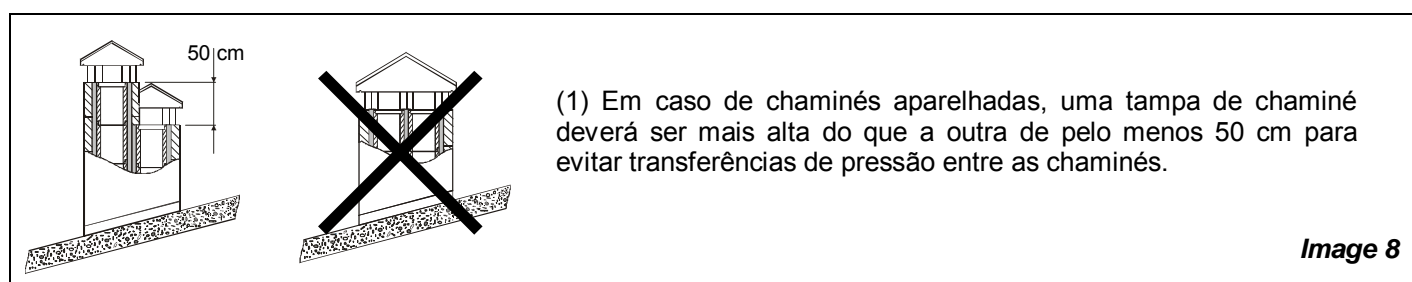 50 cm
(1) Em caso de chaminés aparelhadas, uma tampa de chaminé
deverá ser mais alta do que a outra de pelo menos 50 cm para
evitar transferências de pressão entre as chaminés.
Image 8